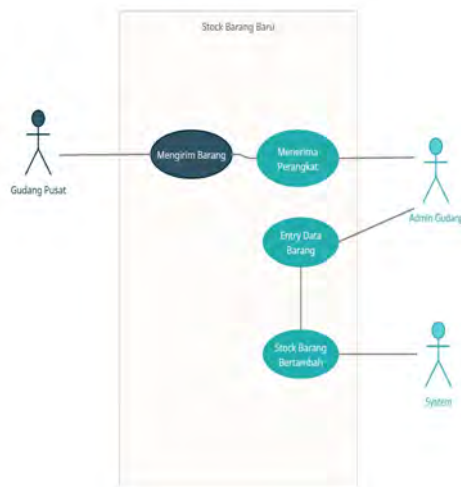 Stock Barang Baru
Mengirim Barang
Menerima
Perangkat
Gudang Pusat
Admin Gudang
Entry Data
Barang
Stock Barang
Bertambah
System